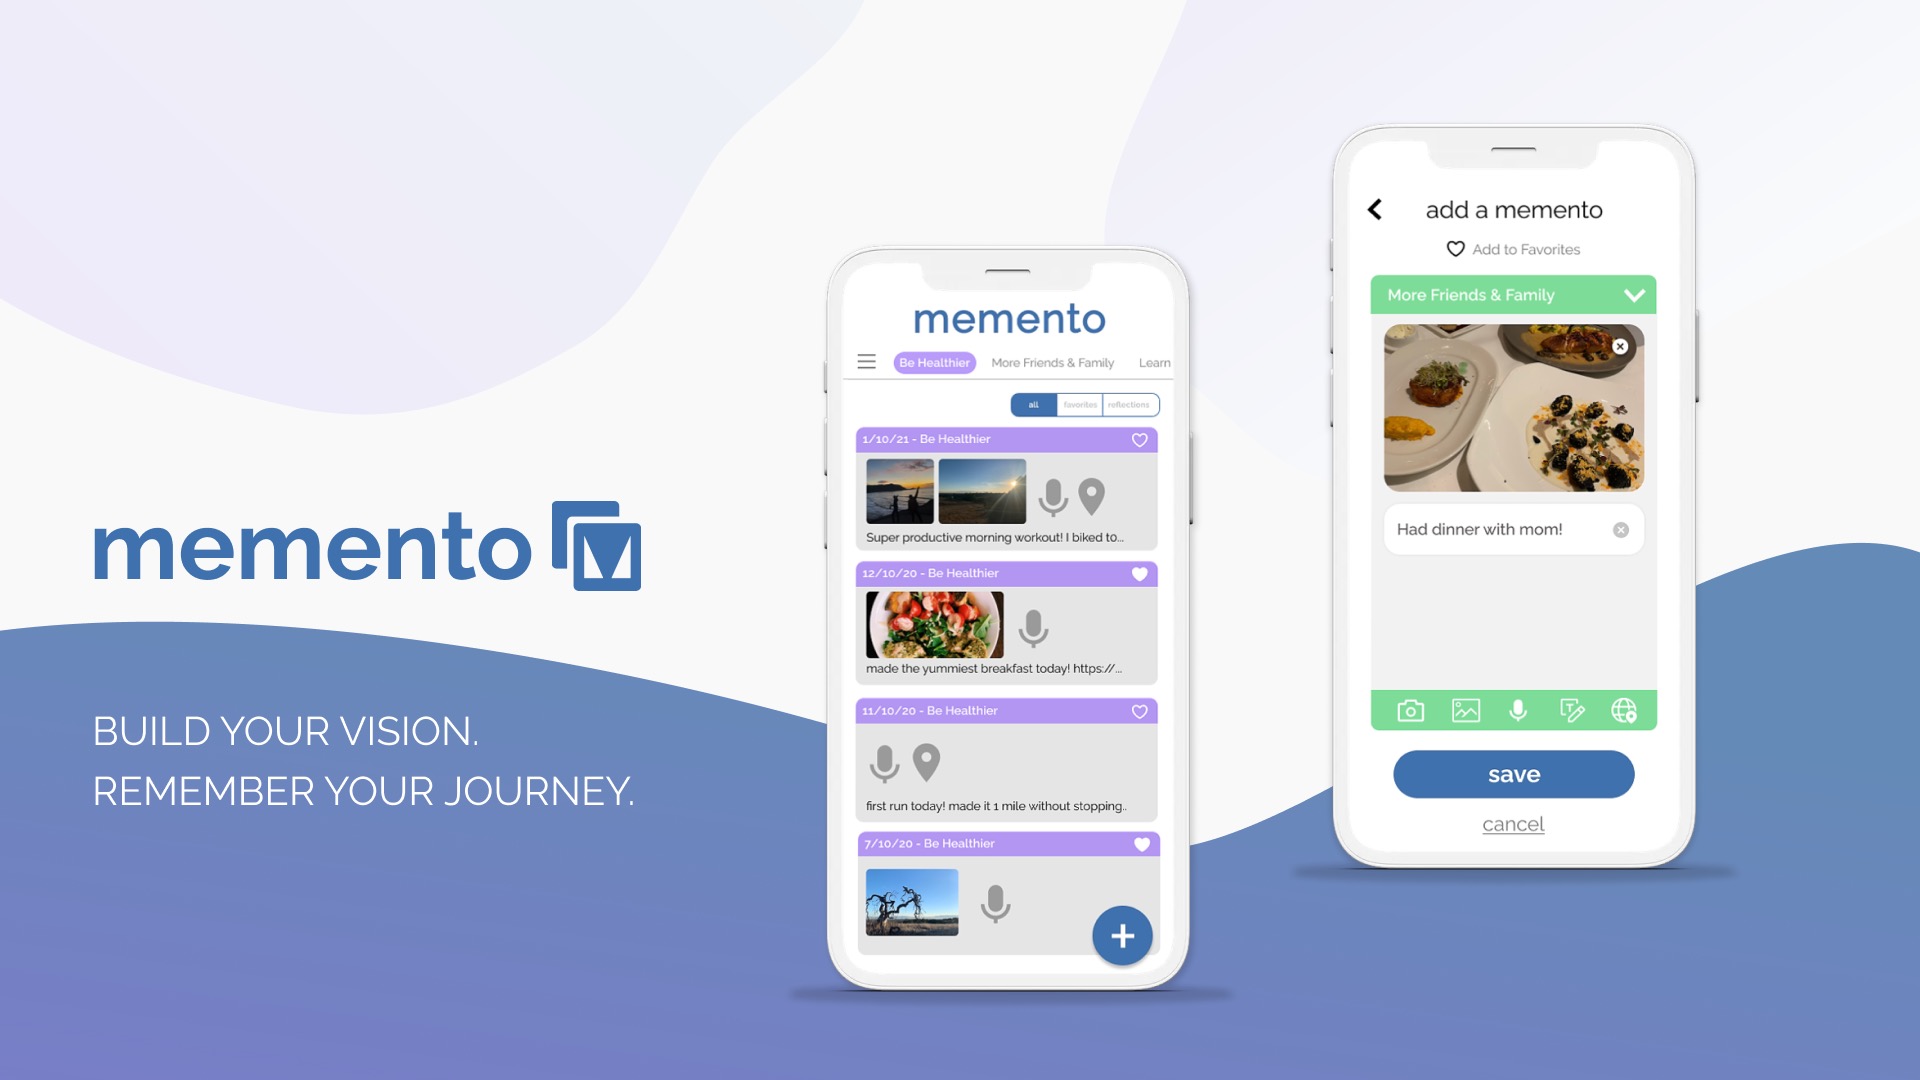 memento
BUILD YOUR VISION.
REMEMBER YOUR JOURNEY.
memento
Be Healthier More Friends & Family Learn
all favorites reflections
1/10/21 - Be Healthier
Super productive morning workout! I biked to...
12/10/20 - Be Healthier
made the yummiest breakfast today! https://...
11/10/20 - Be Healthier
first run today! made it 1 mile without stopping..
7/10/20 - Be Healthier
add a memento
Add to Favorites
More Friends & Family
Had dinner with mom!
save
cancel